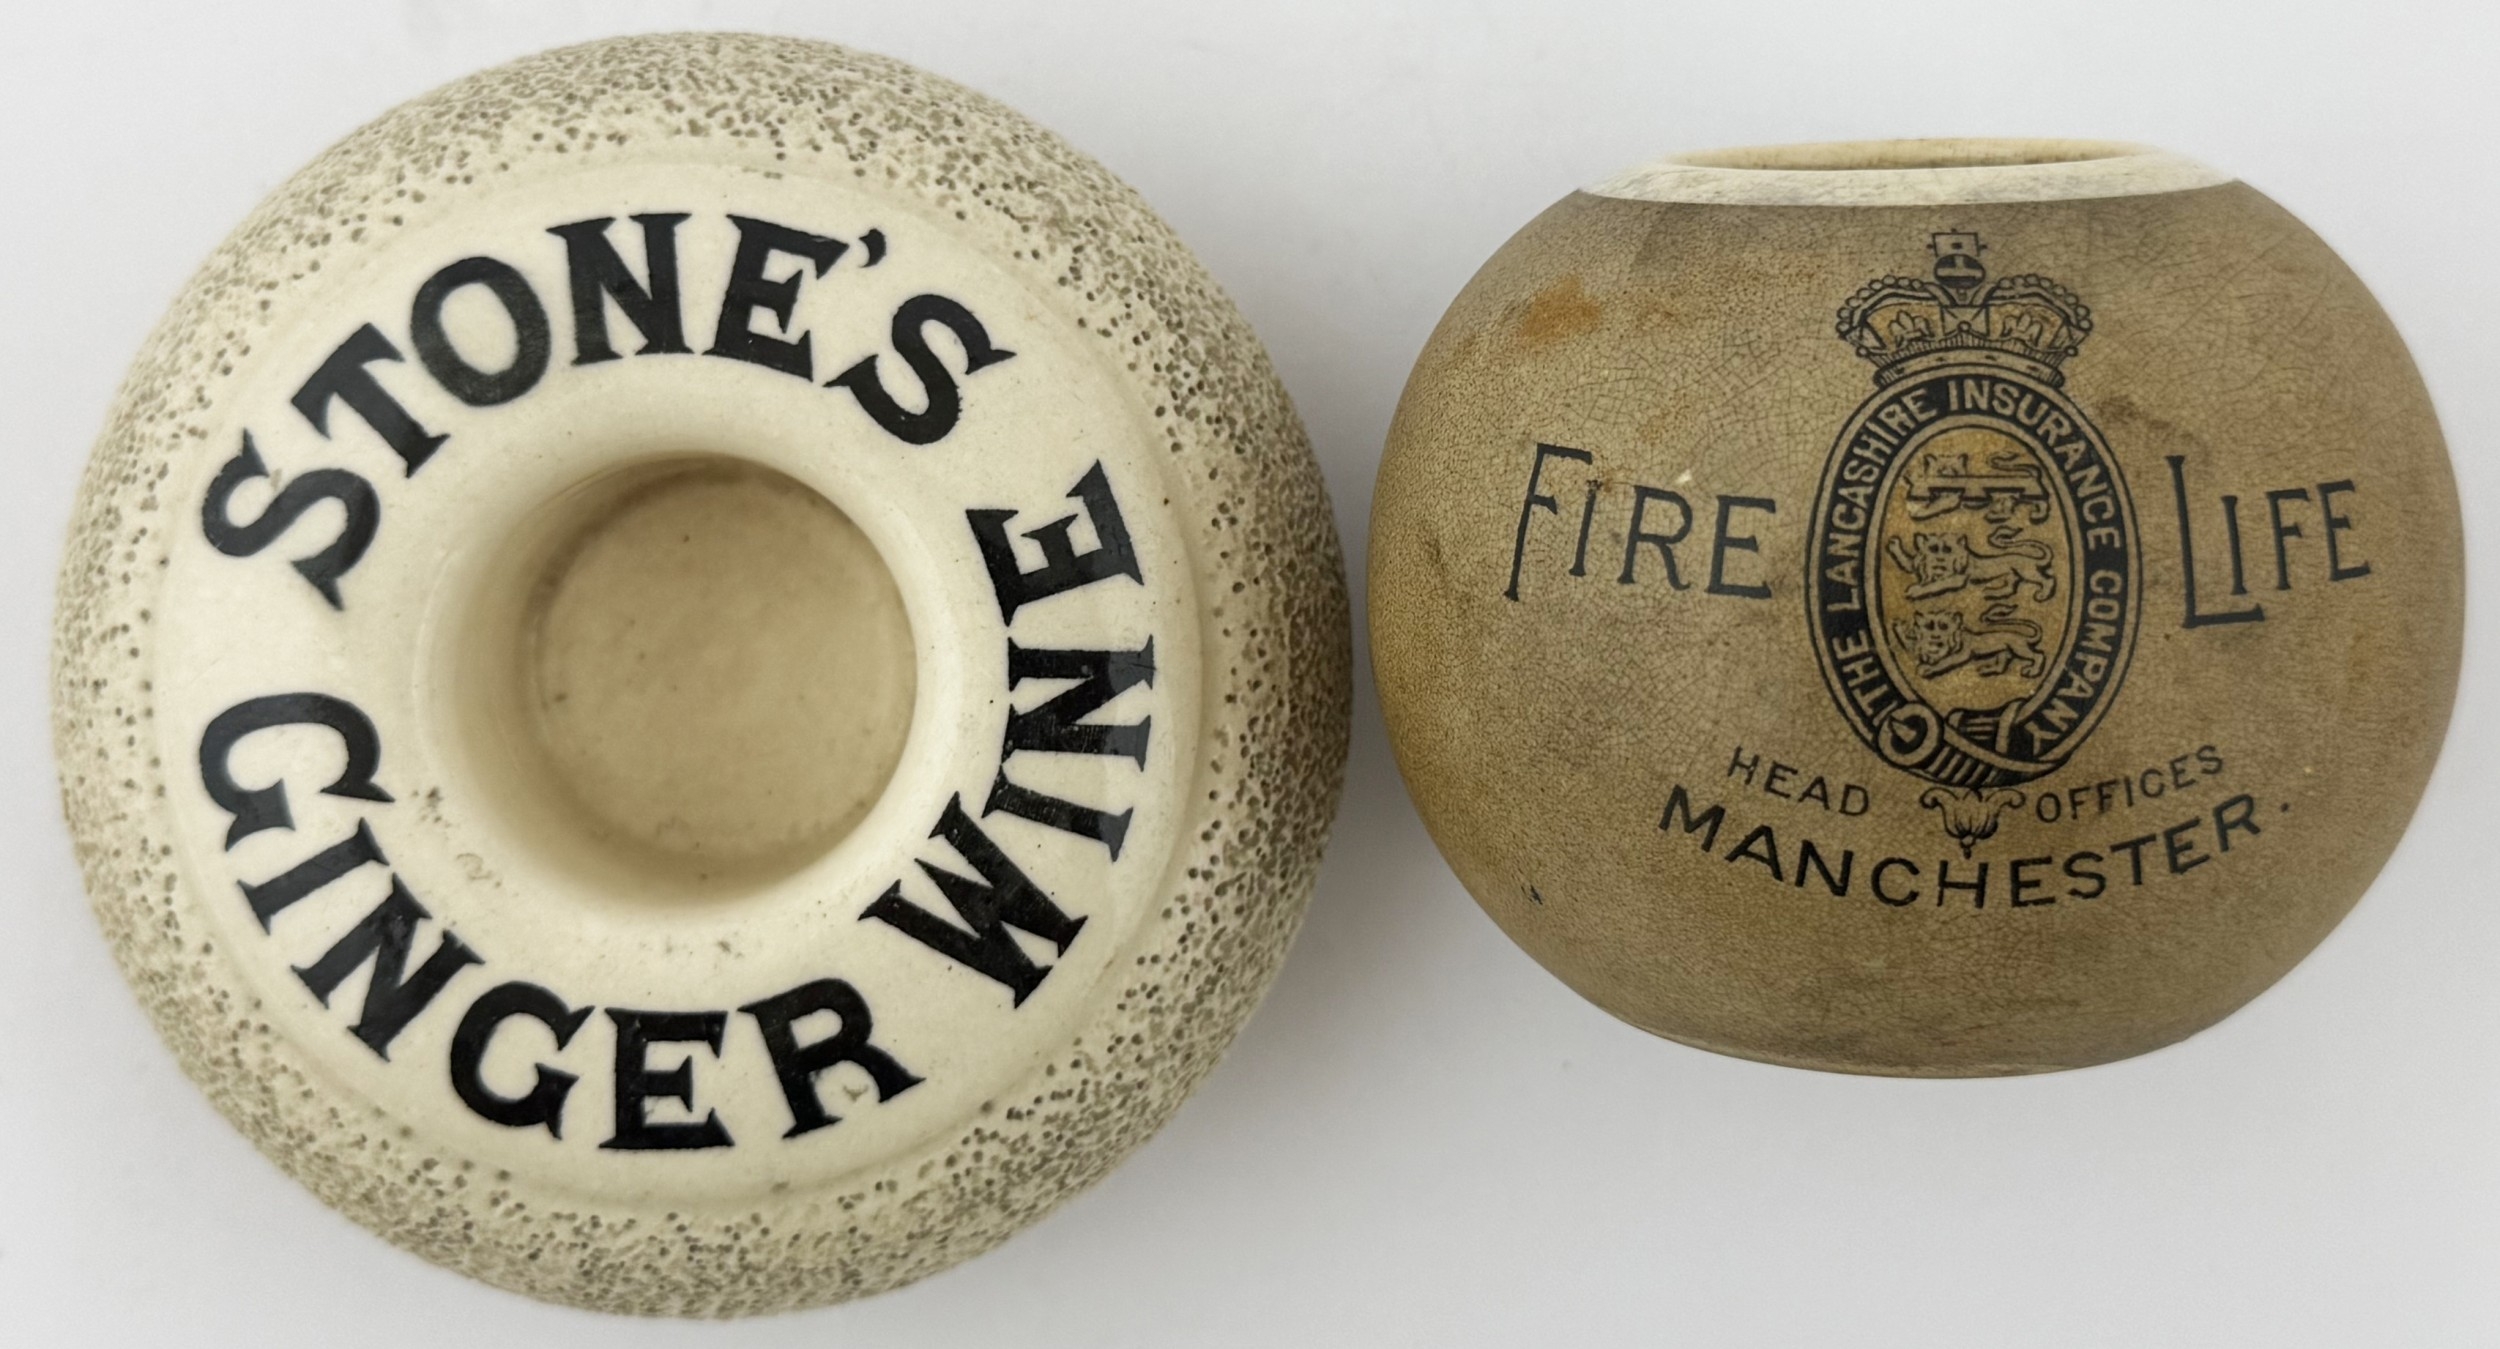 STONE'S
GINGER WINE
FIRE
LIFE
THE LANCASHIRE INSURANCE COMPANY
HEAD OFFICES
MANCHESTER.